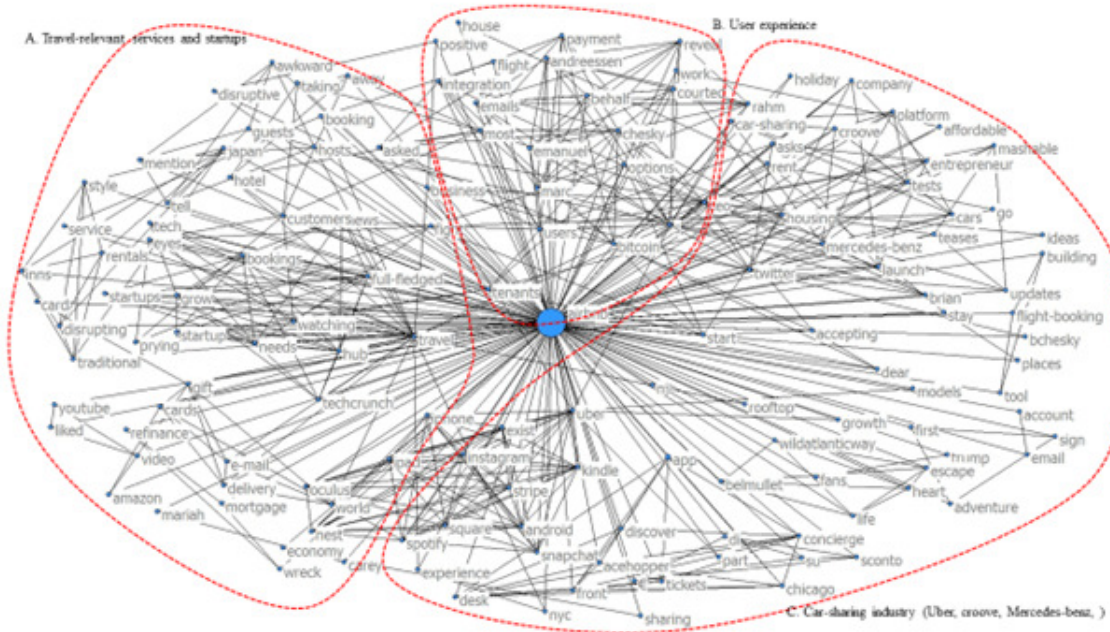 house
B. User experience
A. Travel-relevant, services and startups
positive
payment
reveal
awkward
flight
andreessen
work
holiday
company
taking
away
integration
courted
disruptive
emails
behalf
rahm
platform
booking
car-sharing
croove
affordable
guests
most
chesky
asks
mashable
japan
hosts
asked
emanuel
mention
hotel
options
rent
entrepreneur
style
business
marc
tests
sell
customers
news
housing
cars
go
service
tech
users
teases
ideas
eyes
bitcoin
mercedes-benz
rentals
bookings
building
inns
full-fledged
twitter
launch
startups
grow
tenants
brian
updates
card
stay
flight-booking
disrupting
watching
startup
travel
start
accepting
bchesky
prying
needs
hub
traditional
places
dear
gift
models
tool
techcrunch
youtube
cards
uber
rooftop
account
liked
refinance
growth
first
exist
sign
video
wildatlanticway
trump
email
e-mail
instagram
kindle
app
escape
delivery
oculus
stripe
belmullet
fans
heart
amazon
mortgage
world
adventure
mariah
life
nest
square
android
discover
spotify
concierge
economy
snapchat
part
su
sconto
wreck
carey
experience
acehopper
tickets
front
chicago
desk
nyc
sharing
C. Car-sharing industry (Uber, croove, Mercedes-benz, )